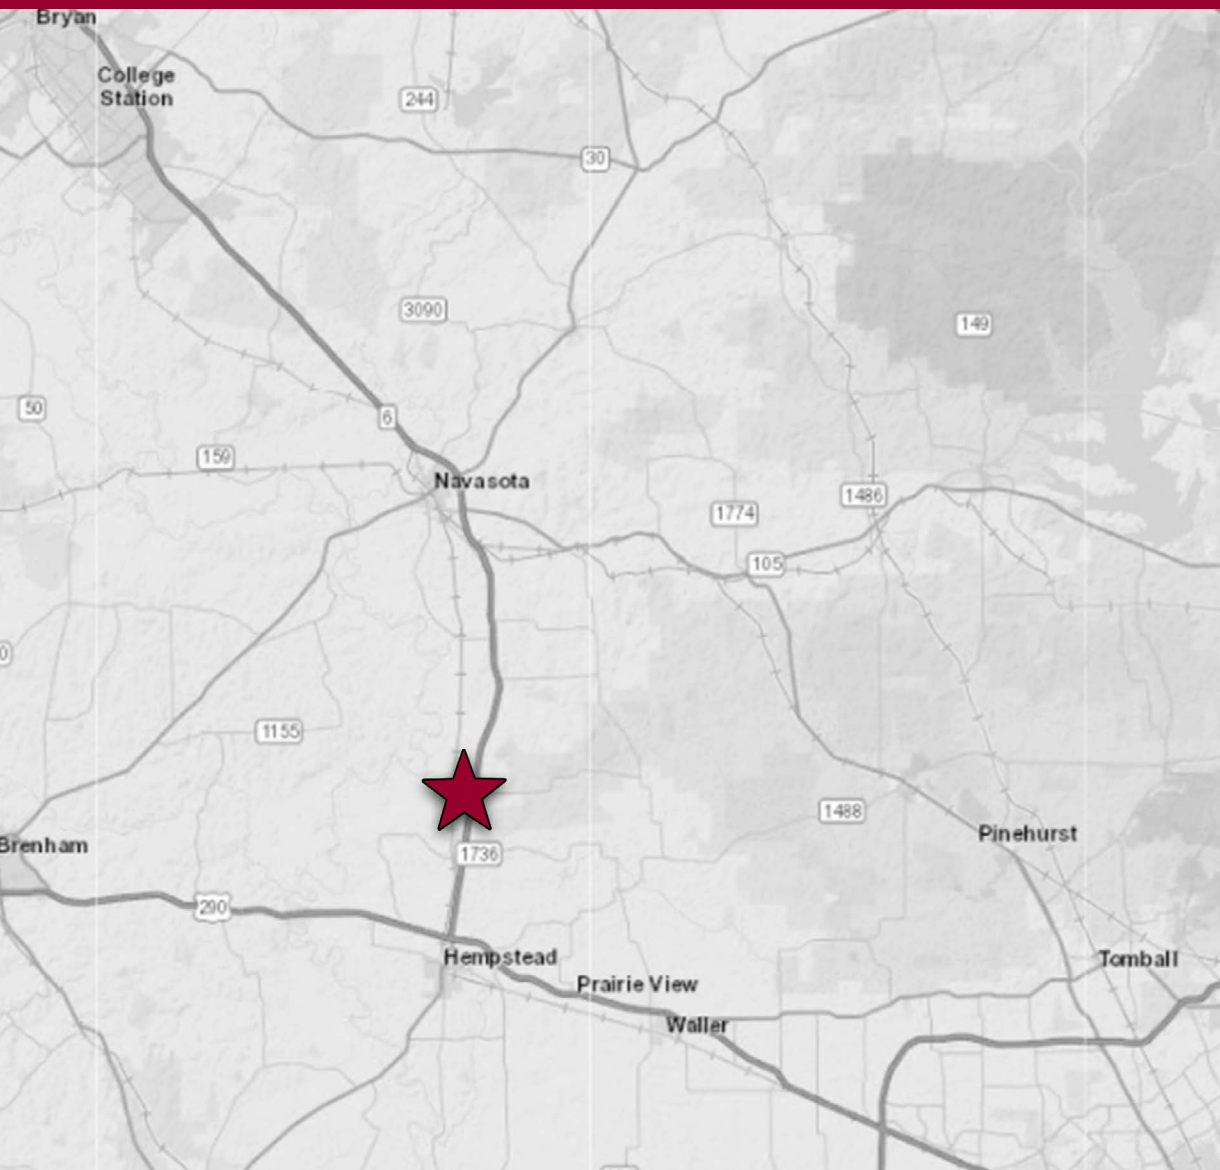 Bryan
College
Station
244
30
3090
149
50
6
159
Navasota
1486
1774
105
0
1155
1488
Pinehurst
Brenham
1736
290
Hempstead
Tomball
Prairie View
Waller